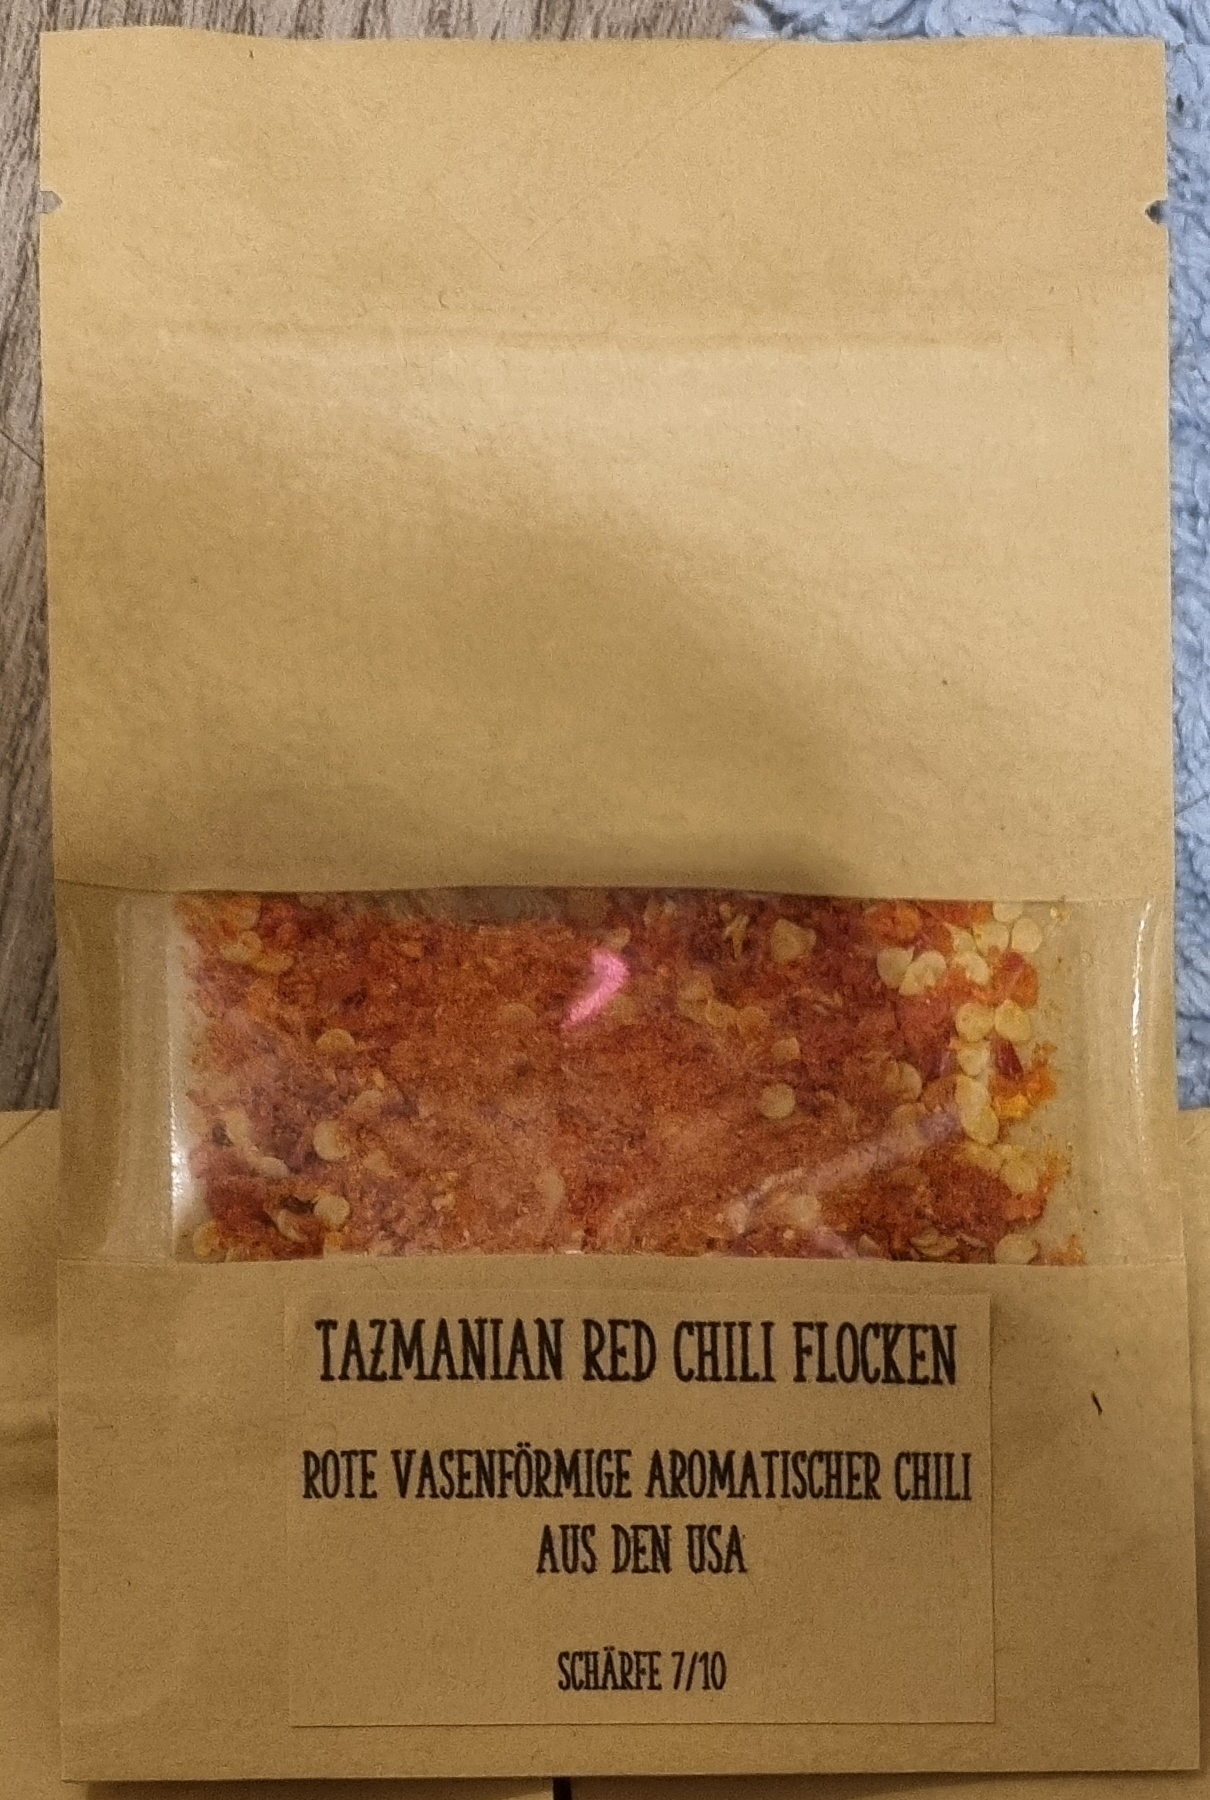 TAZMANIAN RED CHILI FLOCKEN
ROTE VASENFÖRMIGE AROMATISCHER CHILI
AUS DEN USA
SCHÄRFE 7/10